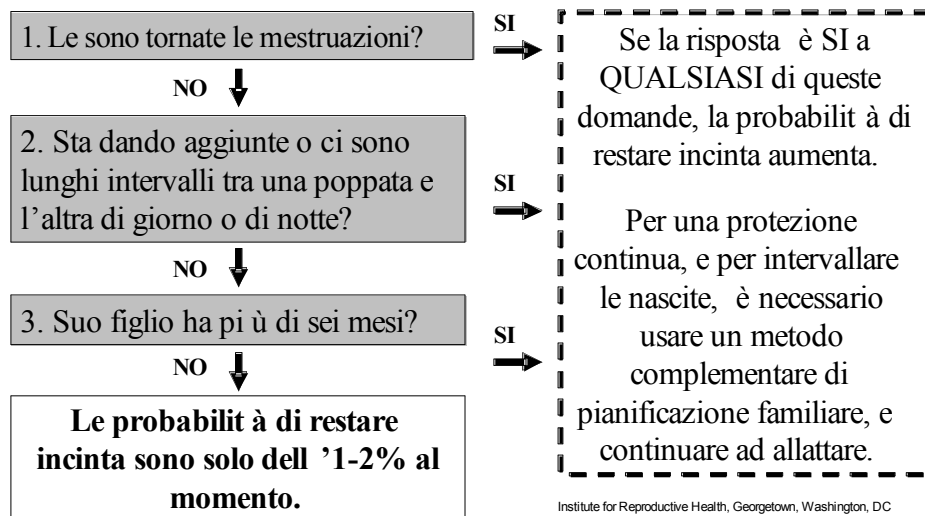 1. Le sono tornate le mestruazioni?
SI
NO
2. Sta dando aggiunte o ci sono
lunghi intervalli tra una poppata e
l'altra di giorno o di notte?
SI
NO
3. Suo figlio ha pi ù di sei mesi?
SI
NO
Le probabilit à di restare
incinta sono solo dell ’1-2% al
momento.
Se la risposta è SI a
QUALSIASI di queste
domande, la probabilit à di
restare incinta aumenta.
Per una protezione
continua, e per intervallare
le nascite, è necessario
usare un metodo
complementare di
pianificazione familiare, e
continuare ad allattare.
Institute for Reproductive Health, Georgetown, Washington, DC